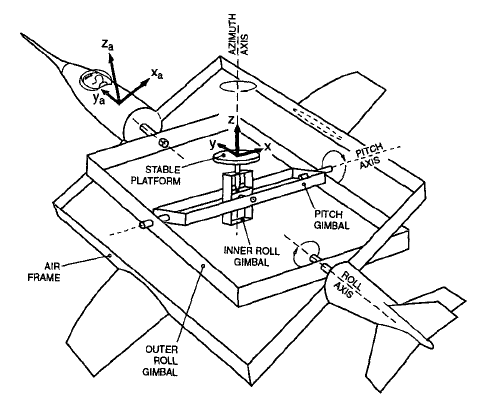 AZIMUTH
AXIS
za
xa
ya
z
y
x
STABLE
PLATFORM
PITCH
AXIS
PITCH
GIMBAL
INNER ROLL
GIMBAL
AIR
FRAME
ROLL
AXIS
OUTER
ROLL
GIMBAL